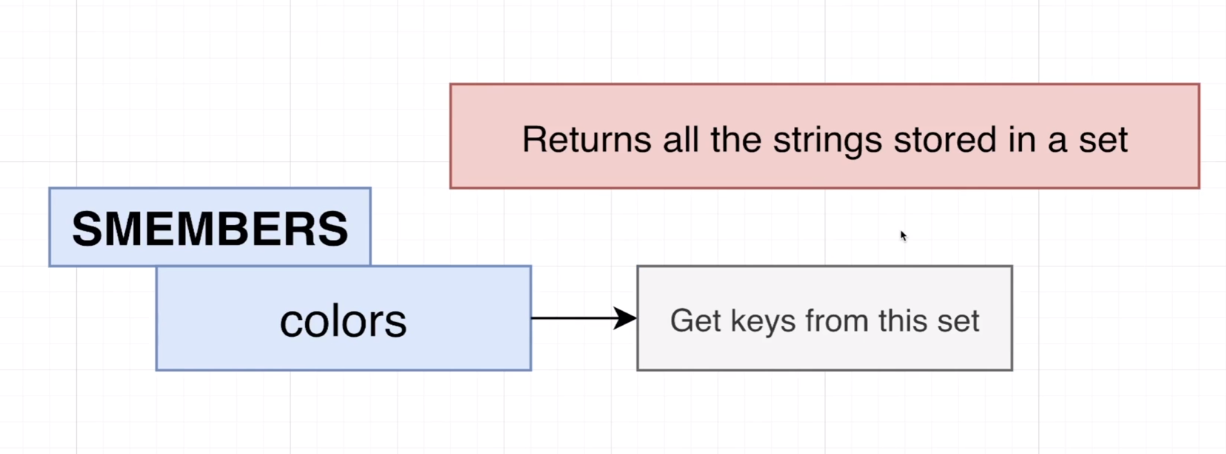 Returns all the strings stored in a set
SMEMBERS
colors
Get keys from this set